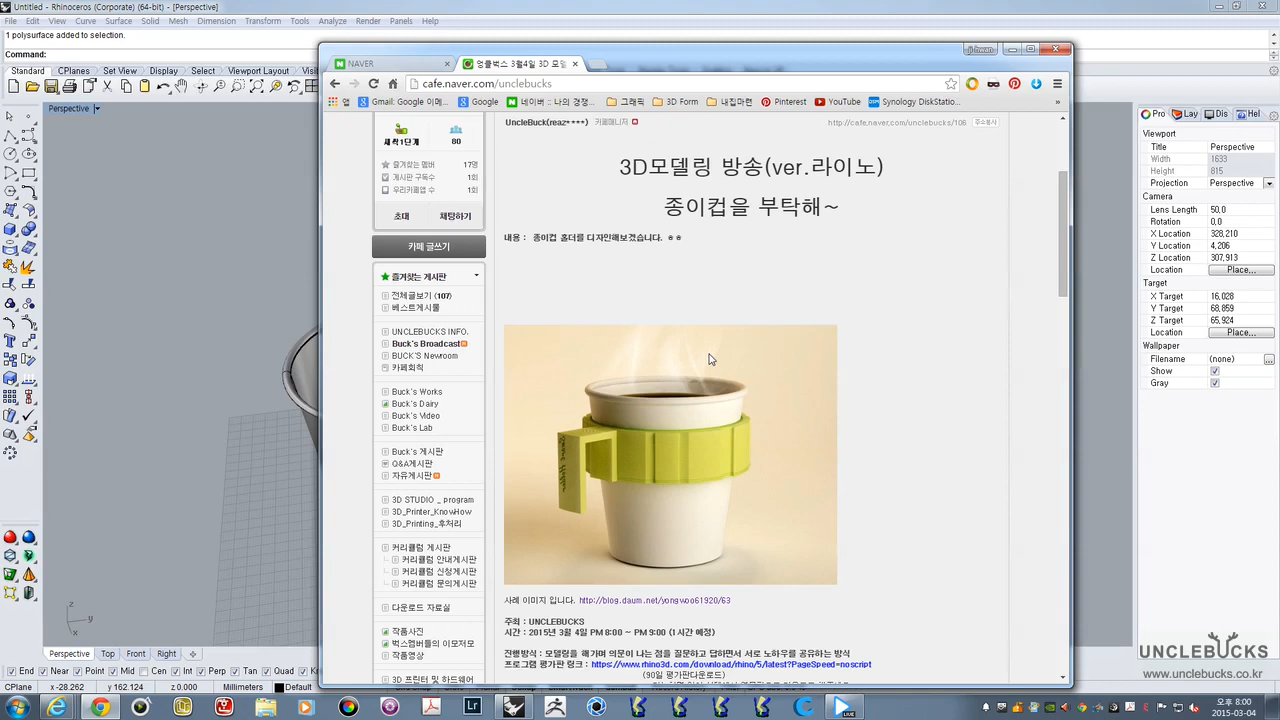 Untitled - Rhinoceros (Corporate) (64-bit) - [Perspective]
File Edit View Curve Surface Solid Mesh Dimension Transform Tools Analyze Render Panels Help
1 polysurface added to selection.
Command:
Standard CPlanes Set View Display Select Viewport Layout
Perspective
ji-hwan
NAVER
엉클벅스 3월4일 3D 모델
cafe.naver.com/unclebucks
앱 Gmail: Google 이메... Google 네이버 :: 나의 경쟁... 그래픽 3D Form 내집마련 Pinterest YouTube Synology DiskStatio...
UncleBuck(reaz****) 카페매니저
http://cafe.naver.com/unclebucks/106 주소복사
새싹1단계 80
즐겨찾는 멤버 17명
게시판 구독수 1회
우리카페앱 수 1회
초대 채팅하기
카페 글쓰기
즐겨찾는 게시판
전체글보기 (107)
베스트게시물
UNCLEBUCKS INFO.
Buck's Broadcast
BUCK'S Newroom
카페회칙
Buck's Works
Buck's Dairy
Buck's Video
Buck's Lab
Buck's 게시판
Q&A게시판
자유게시판
3D STUDIO _ program
3D_Printer_KnowHow
3D_Printing_후처리
커리큘럼 게시판
커리큘럼 안내게시판
커리큘럼 신청게시판
커리큘럼 문의게시판
다운로드 자료실
작품사진
벅스멤버들의 이모저모
작품영상
3D 프린터 및 하드웨어
3D모델링 방송(ver.라이노)
종이컵을 부탁해~
내용 : 종이컵 홀더를 디자인해보겠습니다. ㅎㅎ
사례 이미지 입니다. http://blog.daum.net/yongwoo61920/63
주최 : UNCLEBUCKS
시간 : 2015년 3월 4일 PM 8:00 ~ PM 9:00 (1시간 예정)
진행방식 : 모델링을 해가며 의문이 나는 점을 질문하고 답하면서 서로 노하우를 공유하는 방식
프로그램 평가판 링크 : https://www.rhino3d.com/download/rhino/5/latest?PageSpeed=noscript
(90일 평가판다운로드)
Pro Lay Dis Hel
Viewport
Title Perspective
Width 1633
Height 815
Projection Perspective
Camera
Lens Length 50,0
Rotation 0,0
X Location 328,210
Y Location 4,206
Z Location 307,913
Location Place...
Target
X Target 16,028
Y Target 68,859
Z Target 65,924
Location Place...
Wallpaper
Filename (none)
Show
Gray
z
y
x
Perspective Top Front Right
End Near Point Mid Cen Int Perp Tan Quad
CPlane x -28.262 y 162.124 z 0.000 Millimeters Default
UNCLEBUCKS
www.unclebucks.co.kr
LIVE
오후 8:00
2015-03-04